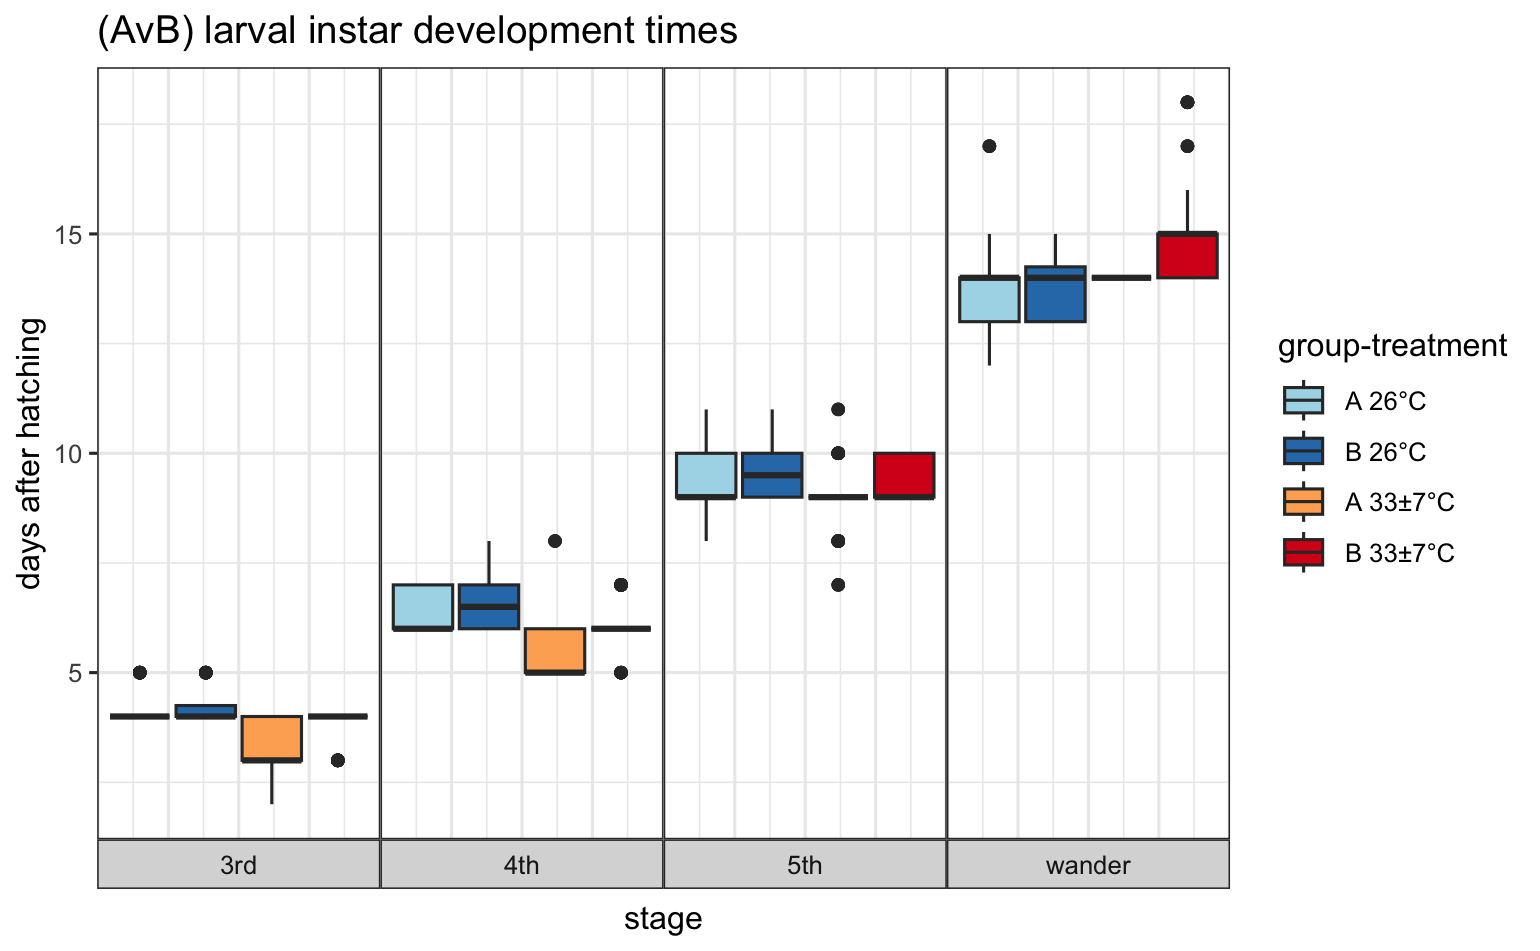 (AvB) larval instar development times
days after hatching
15
10
5
3rd
4th
5th
wander
stage
group-treatment
A 26°C
B 26°C
A 33±7°C
B 33±7°C